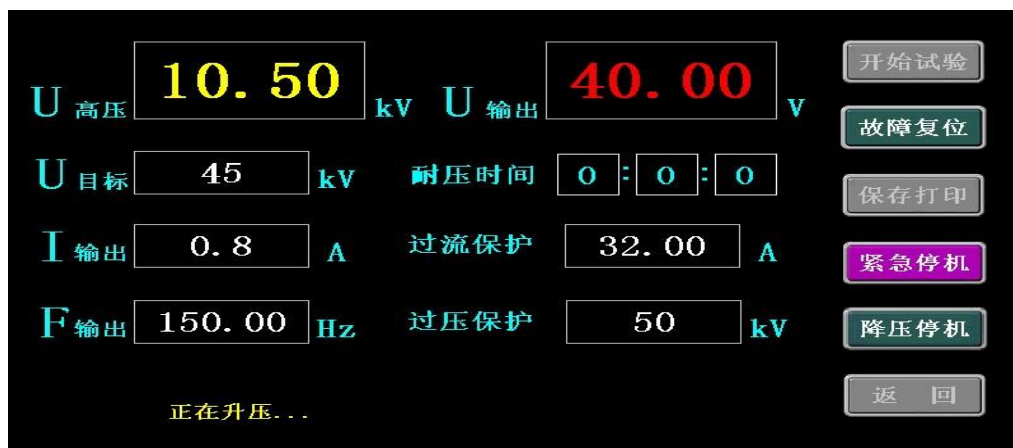 U 高压 10.50 kV U 输出 40.00 V 开始试验
故障复位
U 目标 45 kV 耐压时间 0:0:0 保存打印
I 输出 0.8 A 过流保护 32.00 A 紧急停机
F 输出 150.00 Hz 过压保护 50 kV 降压停机
正在升压... 返 回